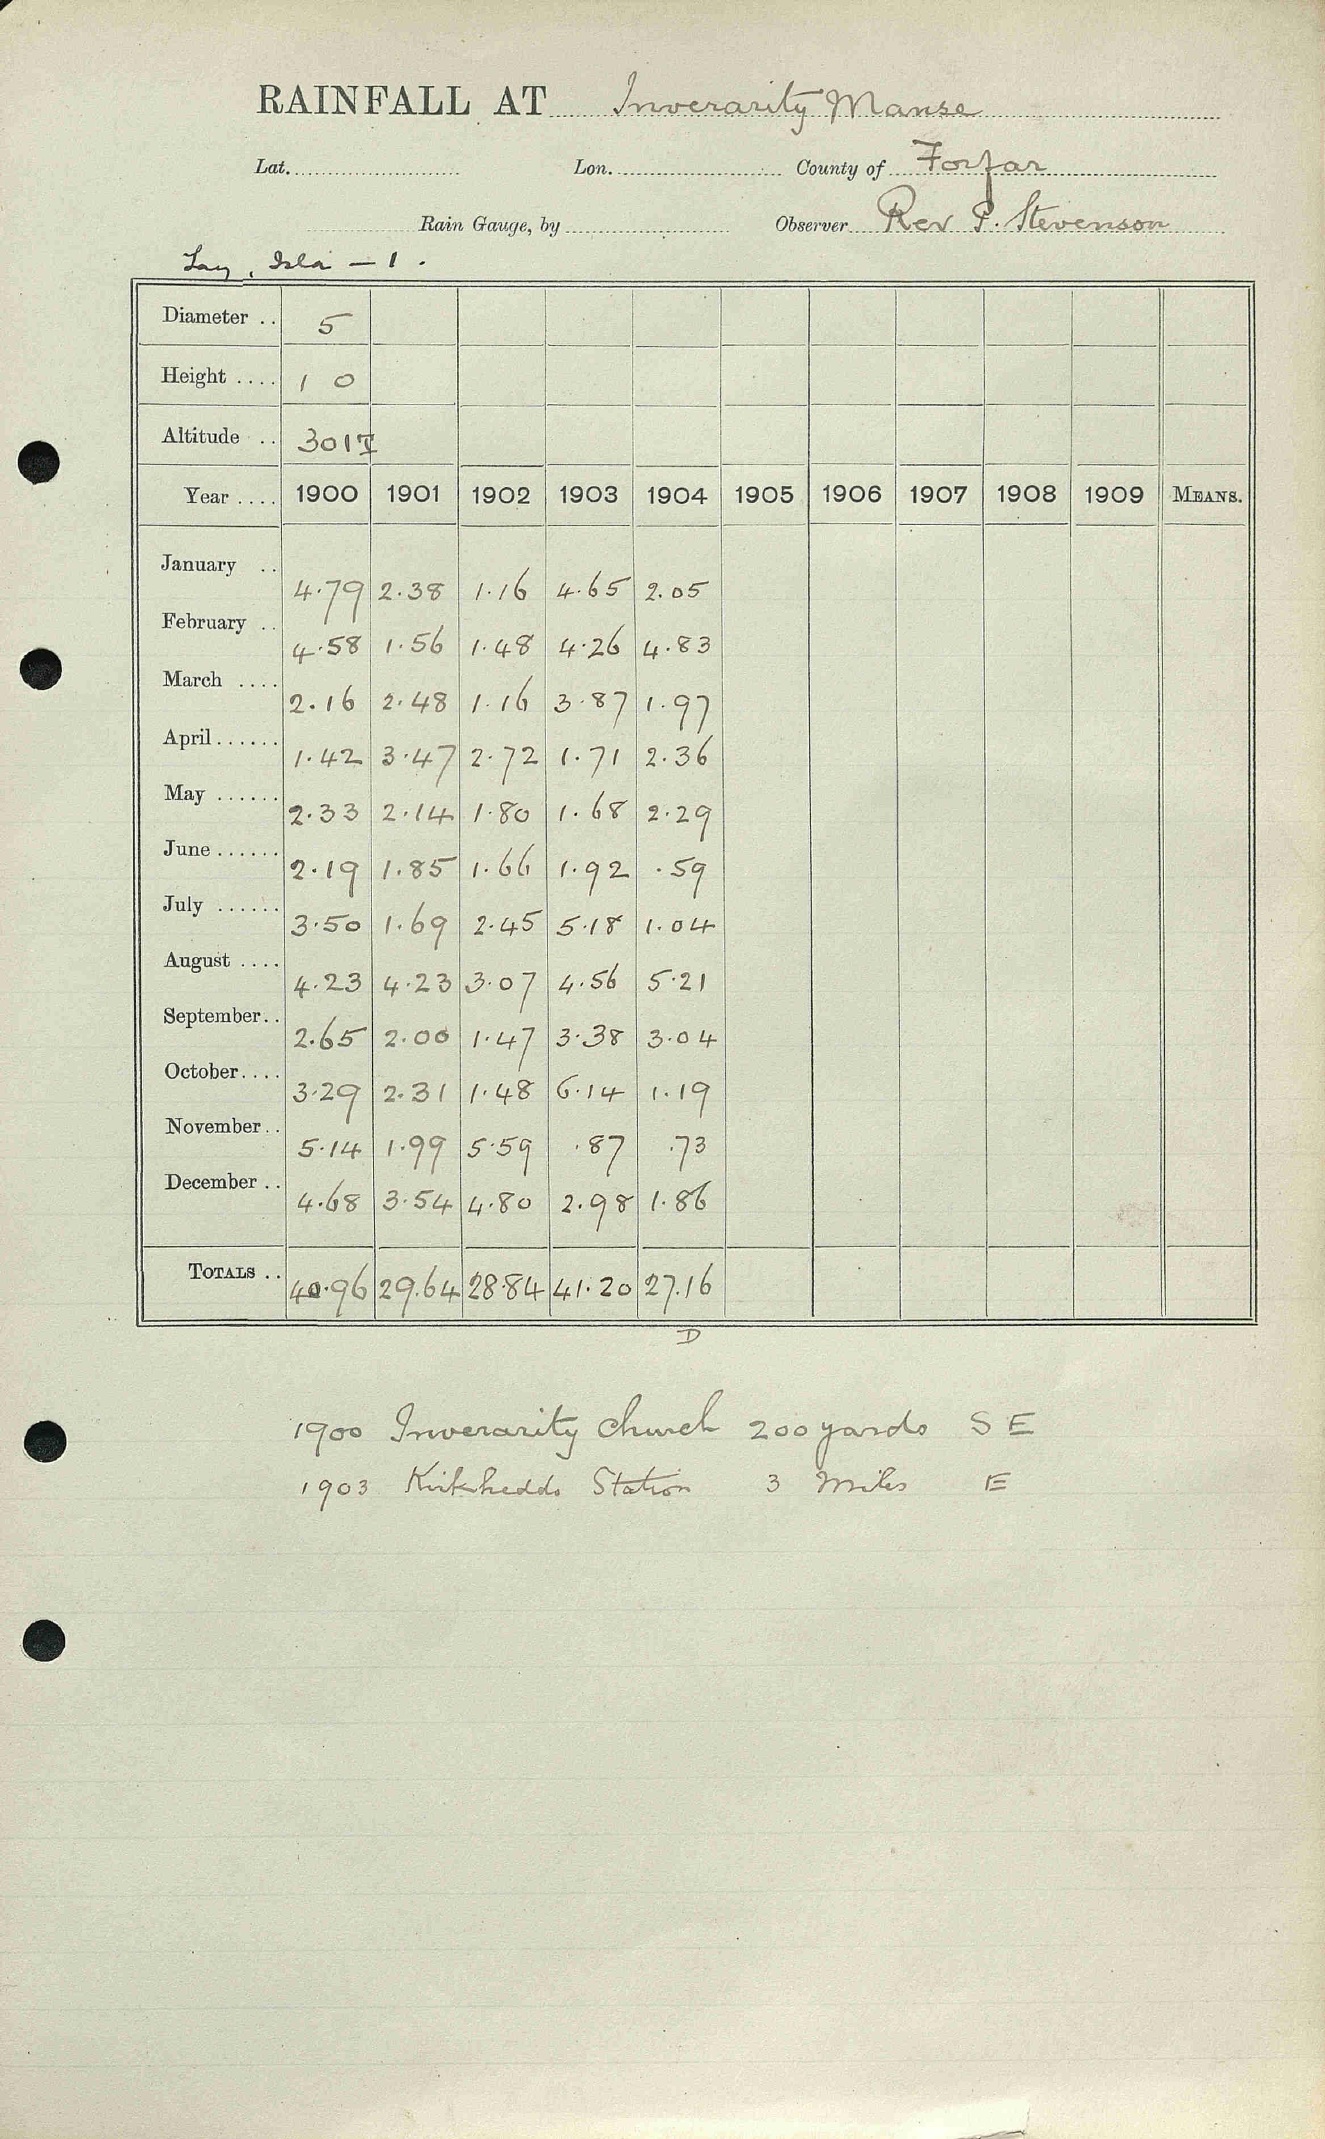 RAINFALL AT Inverarity Manse
Lat. Lon. County of Forfar
Rain Gauge, by Observer Rev P. Stevenson
Tay, Isla – 1.
Diameter .. 5
Height .... 1 0
Altitude .. 301T
Year .... 1900 1901 1902 1903 1904 1905 1906 1907 1908 1909 MEANS.
January .. 4.79 2.38 1.16 4.65 2.05
February .. 4.58 1.56 1.48 4.26 4.83
March .... 2.16 2.48 1.16 3.87 1.97
April ...... 1.42 3.47 2.72 1.71 2.36
May ...... 2.33 2.14 1.80 1.68 2.29
June ...... 2.19 1.85 1.66 1.92 .59
July ...... 3.50 1.69 2.45 5.18 1.04
August .... 4.23 4.23 3.07 4.56 5.21
September .. 2.65 2.00 1.47 3.38 3.04
October .... 3.29 2.31 1.48 6.14 1.19
November .. 5.14 1.99 5.59 .87 .73
December .. 4.68 3.54 4.80 2.98 1.86
TOTALS .. 40.96 29.64 28.84 41.20 27.16
D
1900 Inverarity Church 200 yards S E
1903 Kirkbuddo Station 3 Miles E